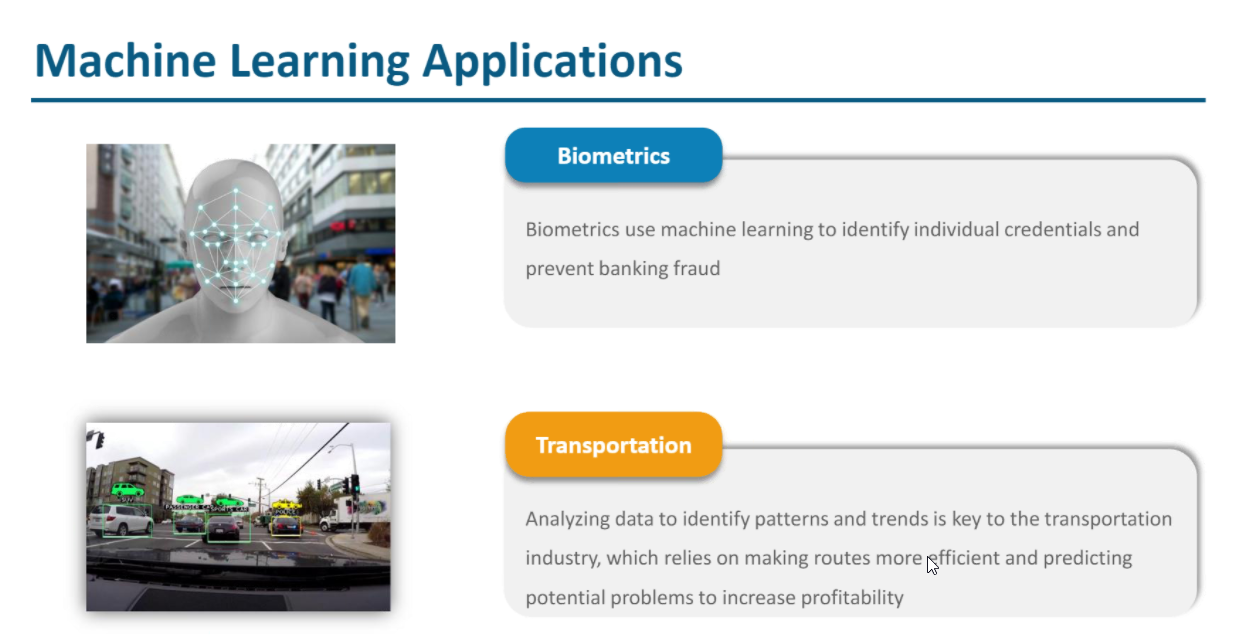 Machine Learning Applications
Biometrics
Biometrics use machine learning to identify individual credentials and
prevent banking fraud
Transportation
Analyzing data to identify patterns and trends is key to the transportation
industry, which relies on making routes more efficient and predicting
potential problems to increase profitability